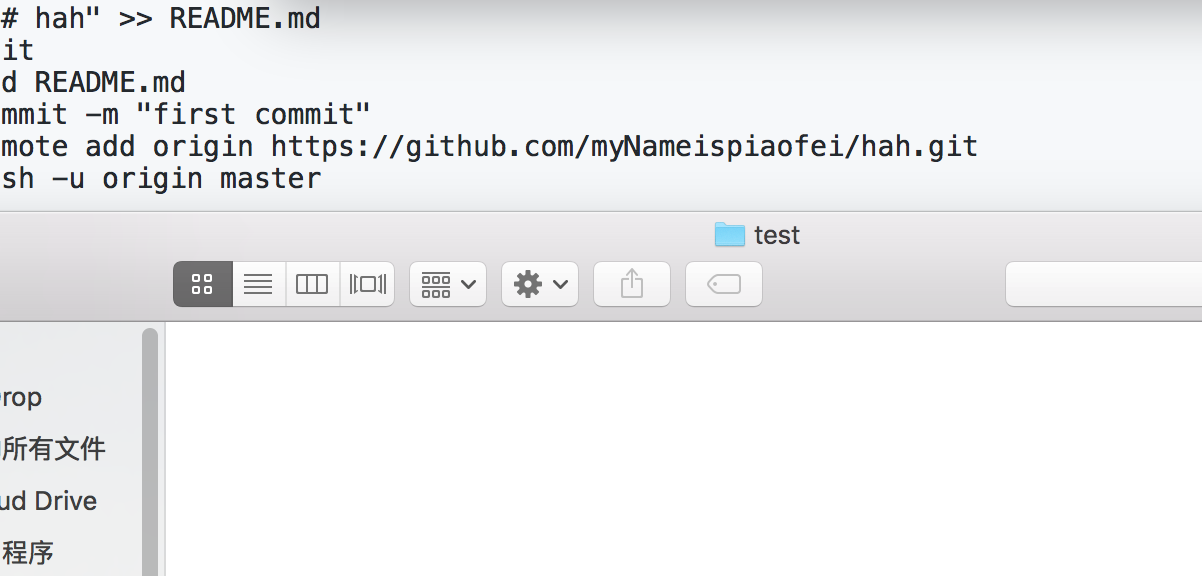 # hah" >> README.md
it
d README.md
mmit -m "first commit"
mote add origin https://github.com/myNameispiaofei/hah.git
sh -u origin master
test
rop
所有文件
ud Drive
程序